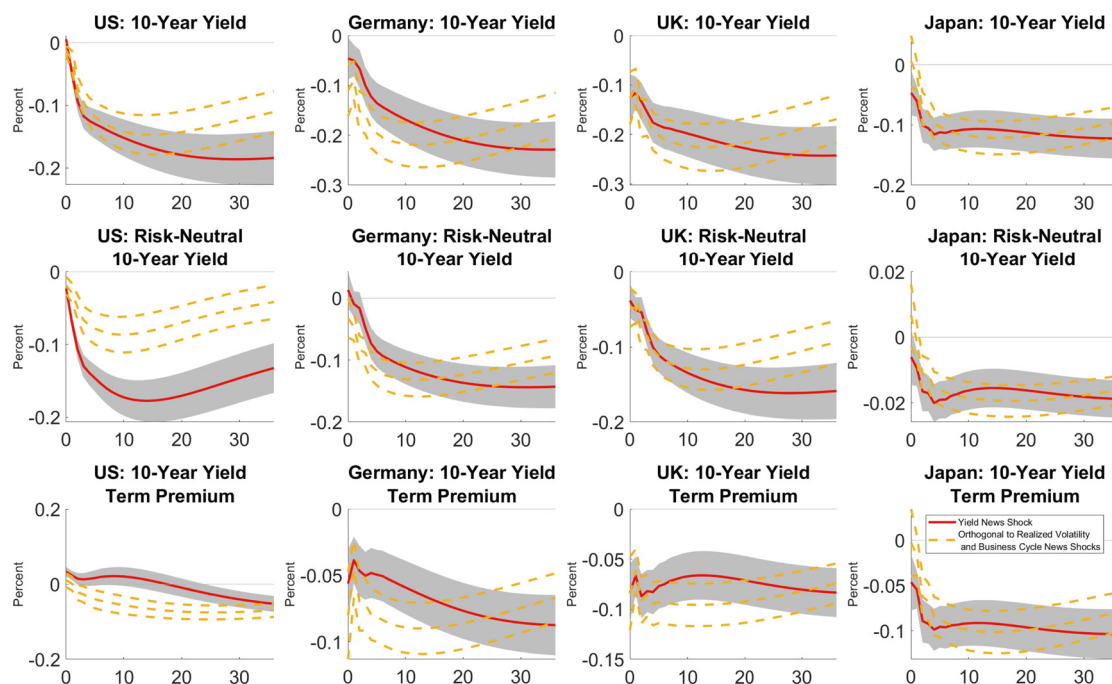 US: 10-Year Yield
Percent
0
-0.1
-0.2
0 10 20 30
Germany: 10-Year Yield
Percent
0
-0.1
-0.2
-0.3
0 10 20 30
UK: 10-Year Yield
Percent
0
-0.1
-0.2
-0.3
0 10 20 30
Japan: 10-Year Yield
Percent
0
-0.1
-0.2
0 10 20 30
US: Risk-Neutral
10-Year Yield
Percent
0
-0.1
-0.2
0 10 20 30
Germany: Risk-Neutral
10-Year Yield
Percent
0
-0.1
-0.2
0 10 20 30
UK: Risk-Neutral
10-Year Yield
Percent
0
-0.1
-0.2
0 10 20 30
Japan: Risk-Neutral
10-Year Yield
Percent
0.02
0
-0.02
0 10 20 30
US: 10-Year Yield
Term Premium
Percent
0.2
0
-0.2
0 10 20 30
Germany: 10-Year Yield
Term Premium
Percent
0
-0.05
-0.1
0 10 20 30
UK: 10-Year Yield
Term Premium
Percent
0
-0.05
-0.1
-0.15
0 10 20 30
Japan: 10-Year Yield
Term Premium
Percent
0
-0.05
-0.1
0 10 20 30
Yield News Shock
Orthogonal to Realized Volatility
and Business Cycle News Shocks